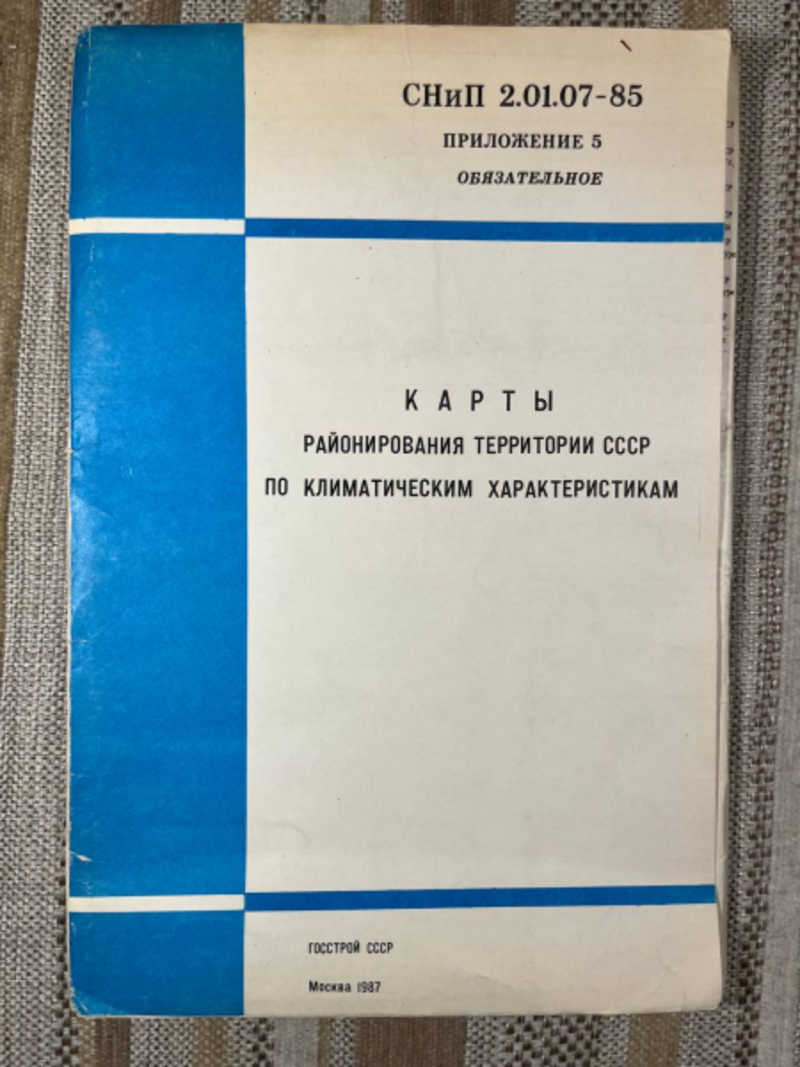 СНиП 2.01.07-85
ПРИЛОЖЕНИЕ 5
ОБЯЗАТЕЛЬНОЕ
КАРТЫ
РАЙОНИРОВАНИЯ ТЕРРИТОРИИ СССР
ПО КЛИМАТИЧЕСКИМ ХАРАКТЕРИСТИКАМ
ГОССТРОЙ СССР
Москва 1987